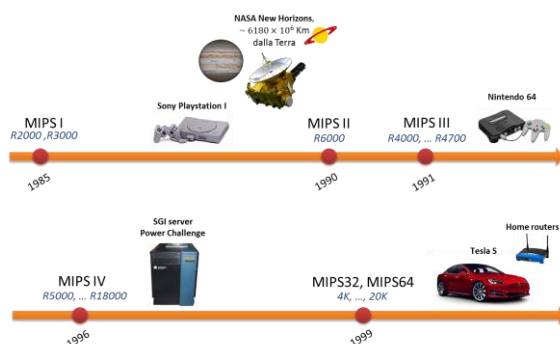 NASA New Horizons,
~ 6180 × 10⁶ Km
dalla Terra
Sony Playstation I
Nintendo 64
MIPS I
R2000 ,R3000
MIPS II
R6000
MIPS III
R4000, ... R4700
1985
1990
1991
SGI server
Power Challenge
Home routers
Tesla S
MIPS IV
R5000, ... R18000
MIPS32, MIPS64
4K, ..., 20K
1996
1999